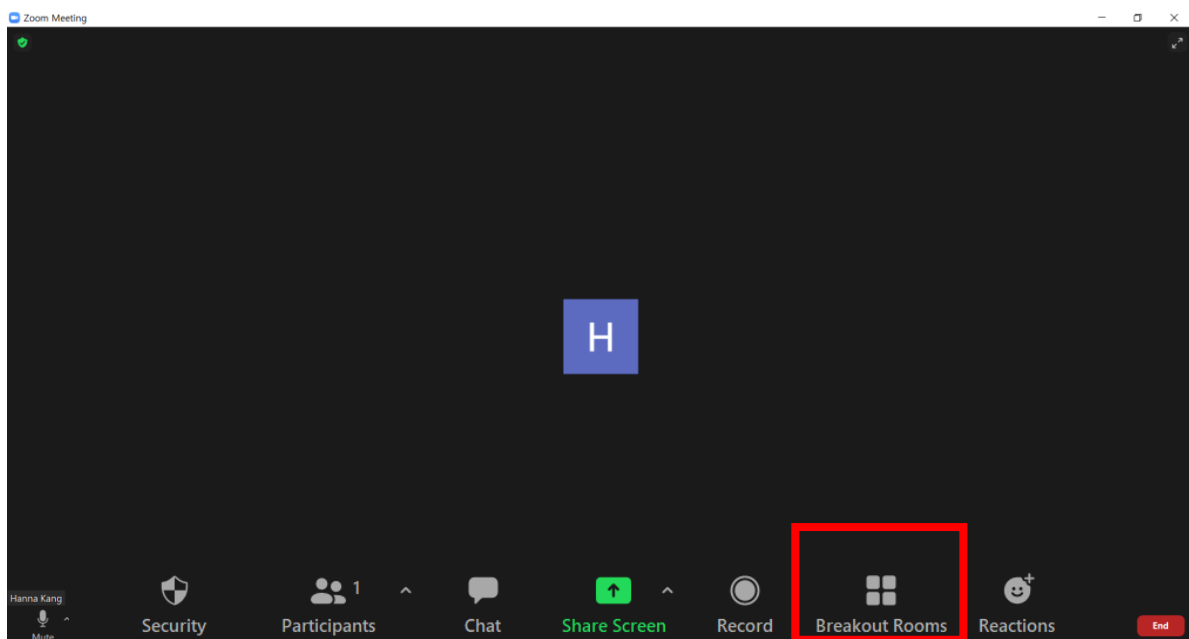 Zoom Meeting
H
Hanna Kang
1
Mute
Security
Participants
Chat
Share Screen
Record
Breakout Rooms
Reactions
End